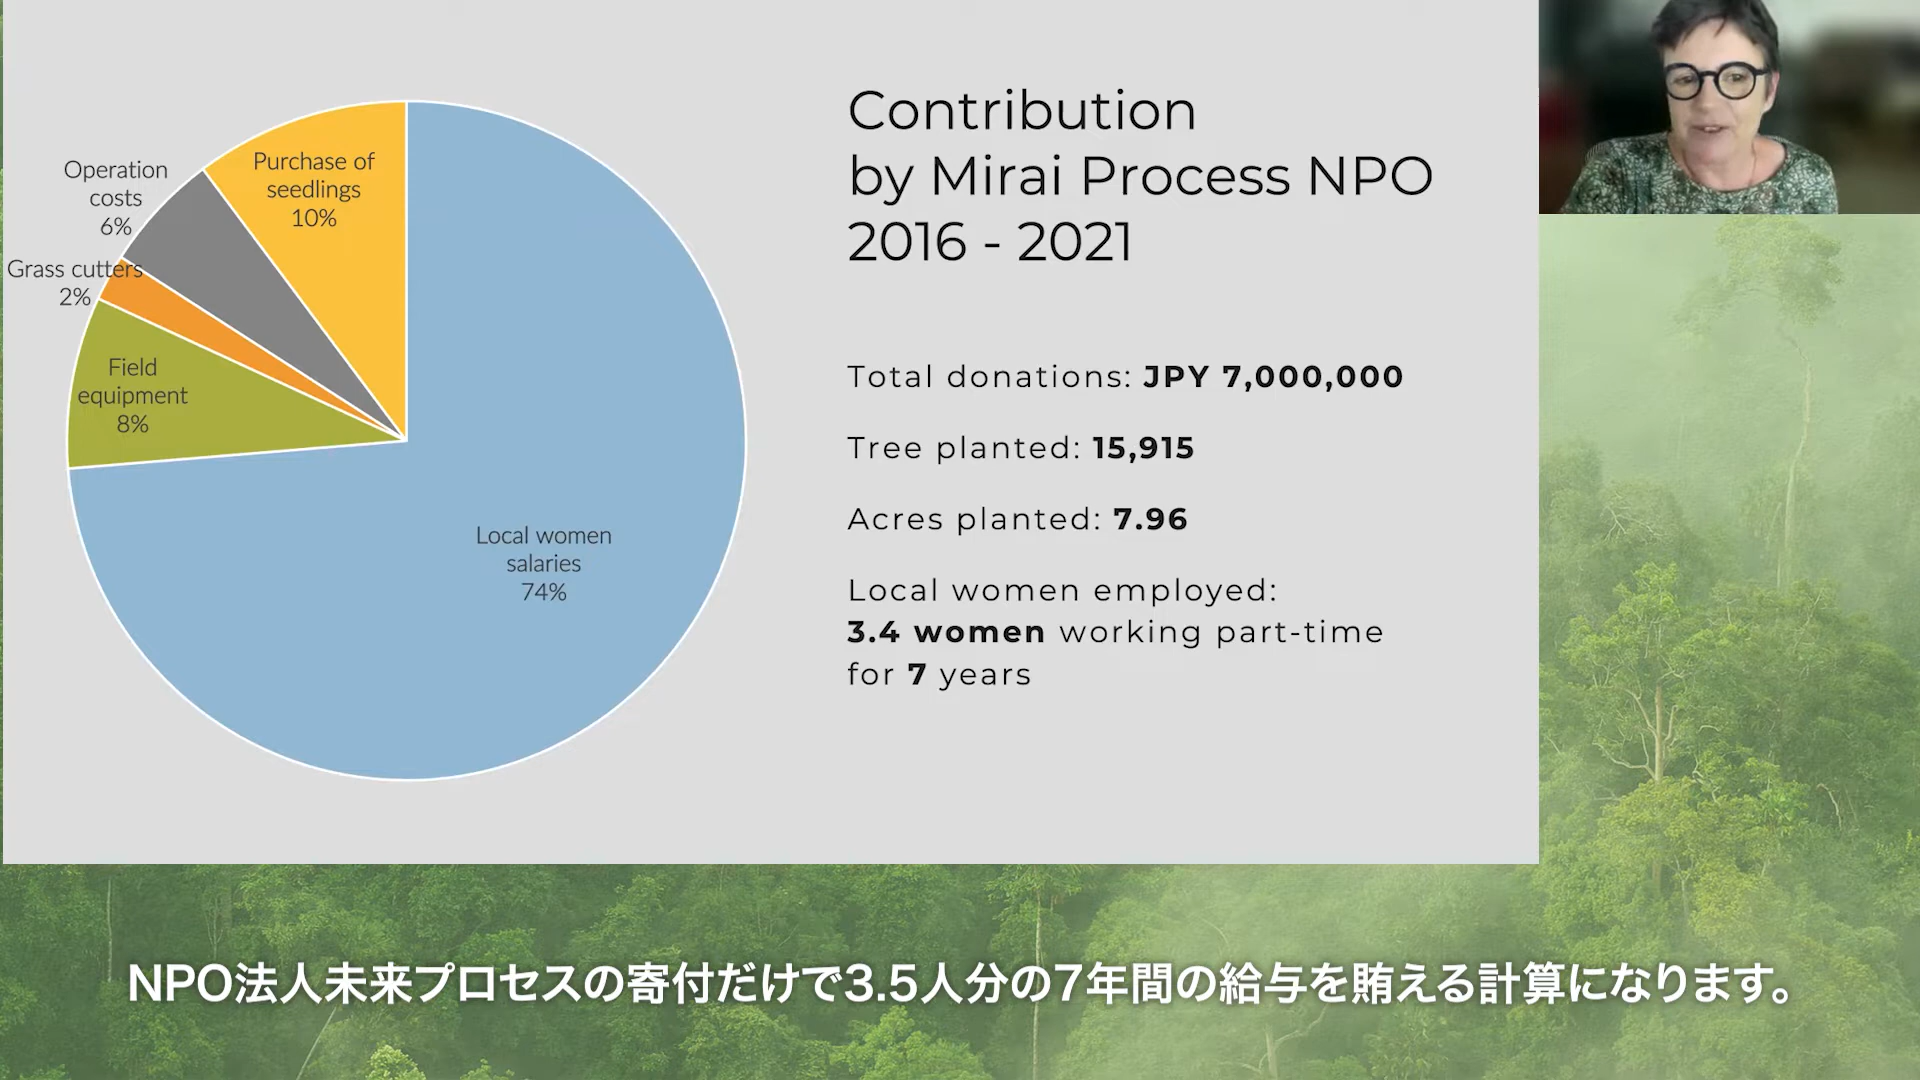 Contribution
by Mirai Process NPO
2016 - 2021
Purchase of
seedlings
10%
Operation
costs
6%
Grass cutters
2%
Field
equipment
8%
Local women
salaries
74%
Total donations: JPY 7,000,000
Tree planted: 15,915
Acres planted: 7.96
Local women employed:
3.4 women working part-time
for 7 years
NPO法人未来プロセスの寄付だけで3.5人分の7年間の給与を賄える計算になります。